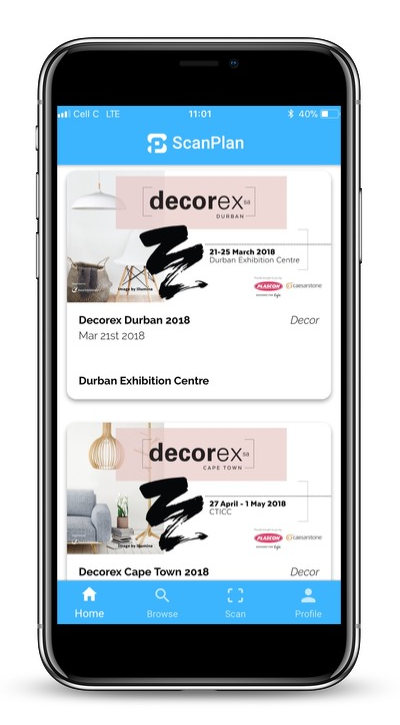 Cell C LTE 11:01 40%
ScanPlan
decorex sa
DURBAN
21-25 March 2018
Durban Exhibition Centre
PLASCON caesarstone
Image by Illumina
Decorex Durban 2018 Decor
Mar 21st 2018
Durban Exhibition Centre
decorex sa
CAPE TOWN
27 April - 1 May 2018
CTICC
PLASCON caesarstone
Image by Illumina
Decorex Cape Town 2018 Decor
Home Browse Scan Profile